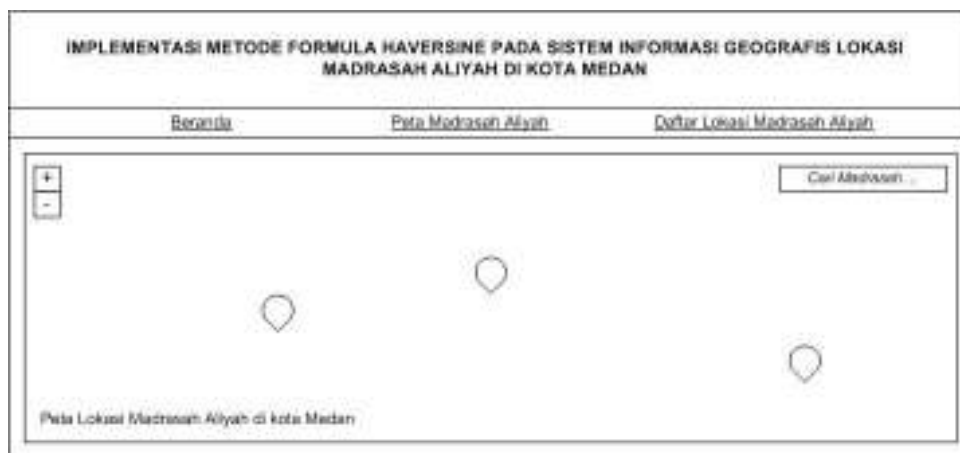 IMPLEMENTASI METODE FORMULA HAVERSINE PADA SISTEM INFORMASI GEOGRAFIS LOKASI
MADRASAH ALIYAH DI KOTA MEDAN
Beranda
Peta Madrasah Aliyah
Daftar Lokasi Madrasah Aliyah
+
Cari Madrasah ...
-
Peta Lokasi Madrasah Aliyah di kota Medan